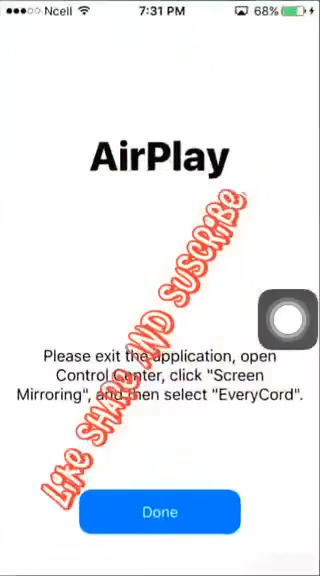 Ncell 7:31 PM 68%
AirPlay
Like SHARE AND SUSCRIBE
Please exit the application, open
Control Center, click "Screen
Mirroring", and then select "EveryCord".
Done